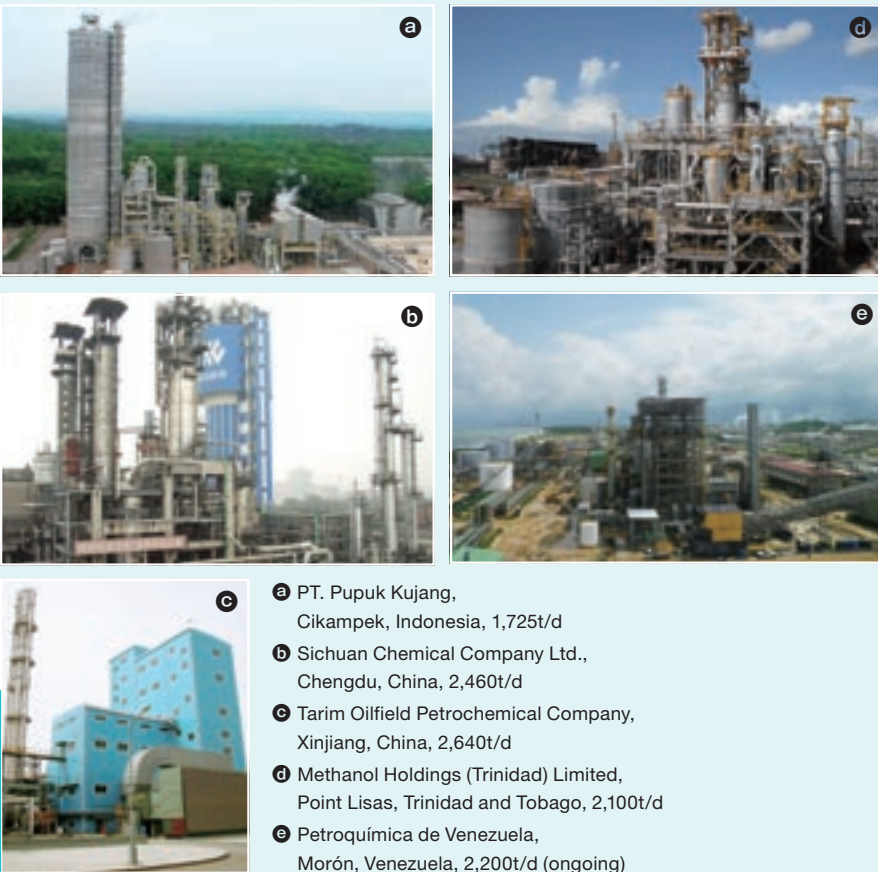 a
d
b
e
c
a PT. Pupuk Kujang,
Cikampek, Indonesia, 1,725t/d
b Sichuan Chemical Company Ltd.,
Chengdu, China, 2,460t/d
c Tarim Oilfield Petrochemical Company,
Xinjiang, China, 2,640t/d
d Methanol Holdings (Trinidad) Limited,
Point Lisas, Trinidad and Tobago, 2,100t/d
e Petroquímica de Venezuela,
Morón, Venezuela, 2,200t/d (ongoing)